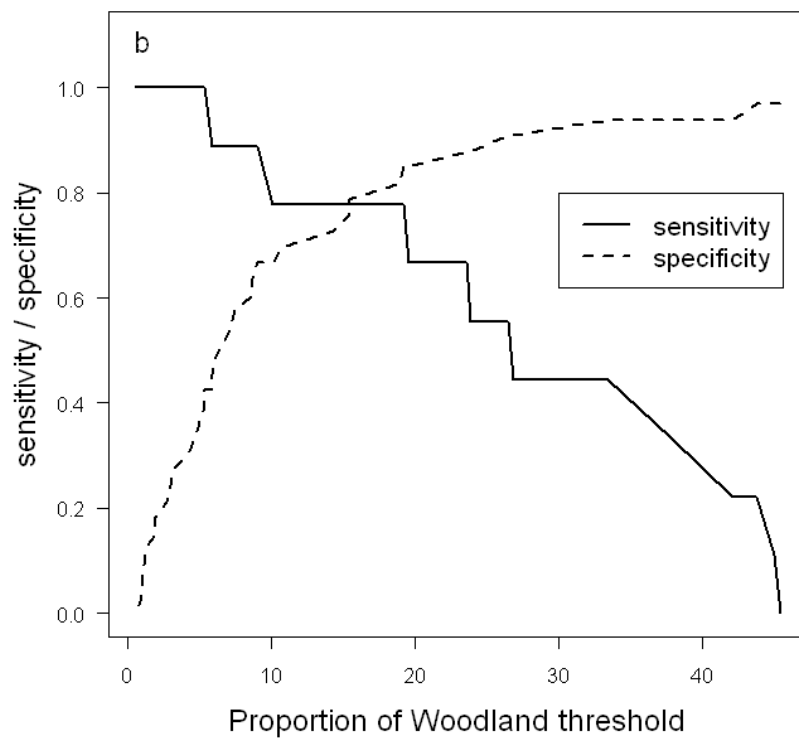 b
1.0
0.8
0.6
0.4
0.2
0.0
sensitivity / specificity
sensitivity
specificity
0 10 20 30 40
Proportion of Woodland threshold